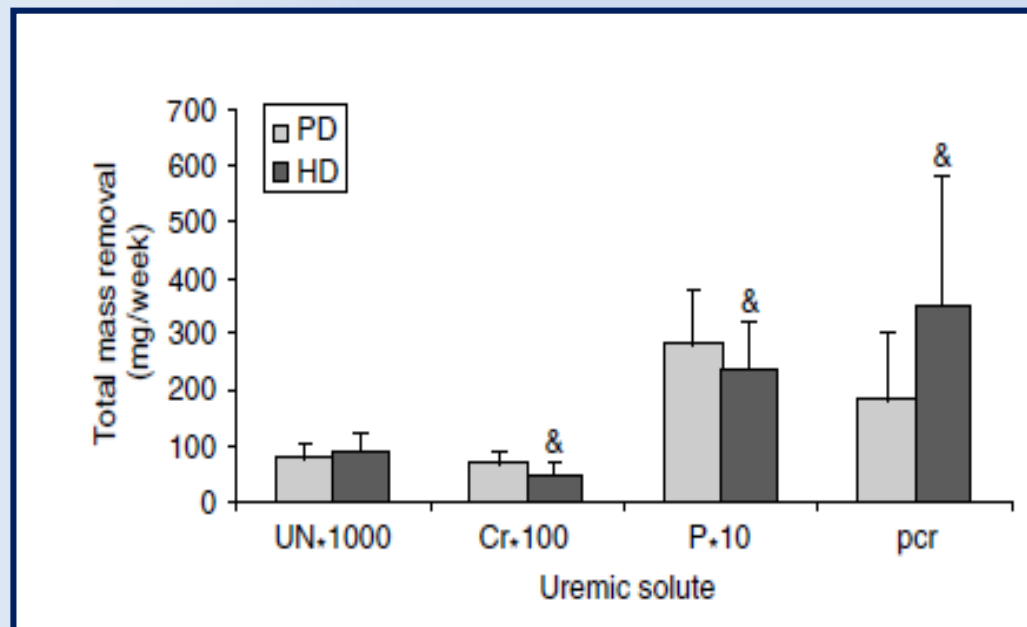 Total mass removal
(mg/week)
700
600
500
400
300
200
100
0
PD
HD
&
&
&
UN*1000
Cr*100
P*10
pcr
Uremic solute